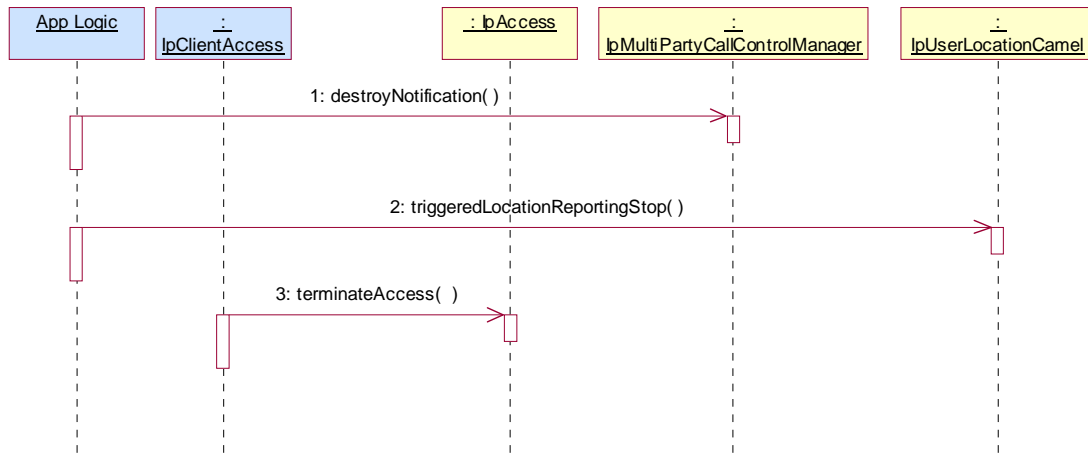 App Logic
:
IpClientAccess
: IpAccess
:
IpMultiPartyCallControlManager
:
IpUserLocationCamel
1: destroyNotification( )
2: triggeredLocationReportingStop( )
3: terminateAccess(  )